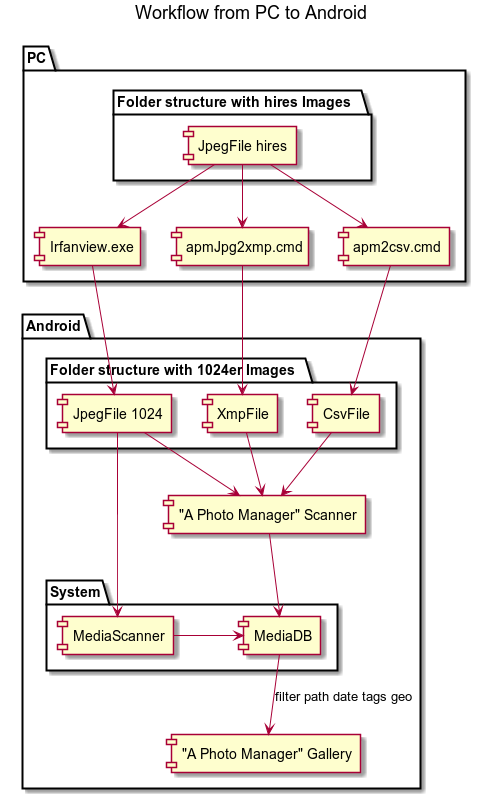 Workflow from PC to Android
PC
Folder structure with hires Images
JpegFile hires
Irfanview.exe
apmJpg2xmp.cmd
apm2csv.cmd
Android
Folder structure with 1024er Images
JpegFile 1024
XmpFile
CsvFile
"A Photo Manager" Scanner
System
MediaScanner
MediaDB
filter path date tags geo
"A Photo Manager" Gallery